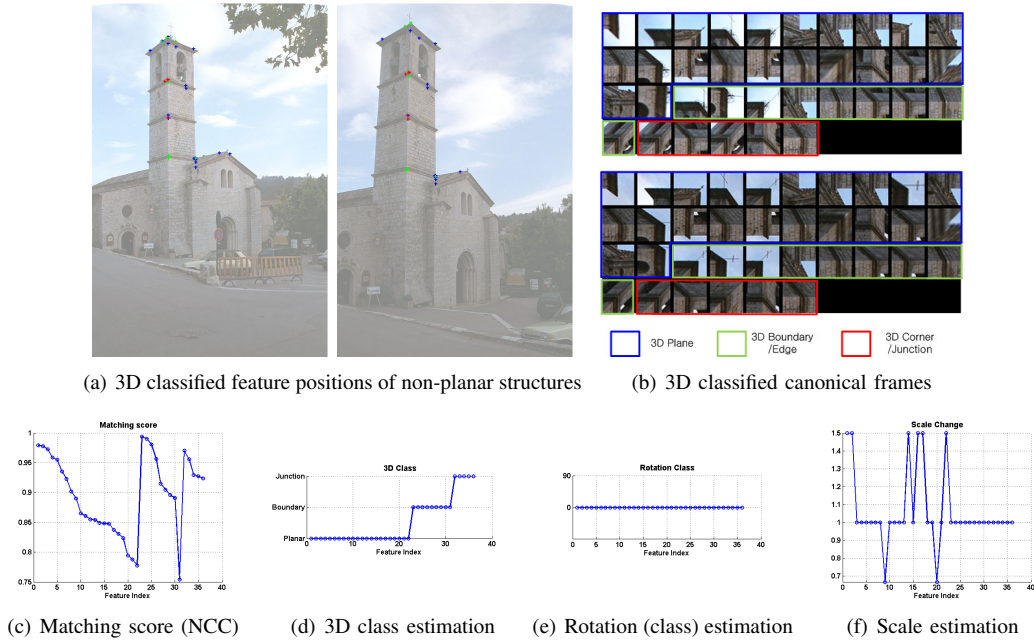 3D Plane
3D Boundary
/Edge
3D Corner
/Junction
(a) 3D classified feature positions of non-planar structures
(b) 3D classified canonical frames
Matching score
1
0.95
0.9
0.85
0.8
0.75
0 5 10 15 20 25 30 35 40
Feature Index
3D Class
Junction
Boundary
Planar
0 10 20 30 40
Feature Index
Rotation Class
90
0
0 10 20 30 40
Feature Index
Scale Change
1.5
1.4
1.3
1.2
1.1
1
0.9
0.8
0.7
0 5 10 15 20 25 30 35 40
Feature Index
(c) Matching score (NCC)
(d) 3D class estimation
(e) Rotation (class) estimation
(f) Scale estimation